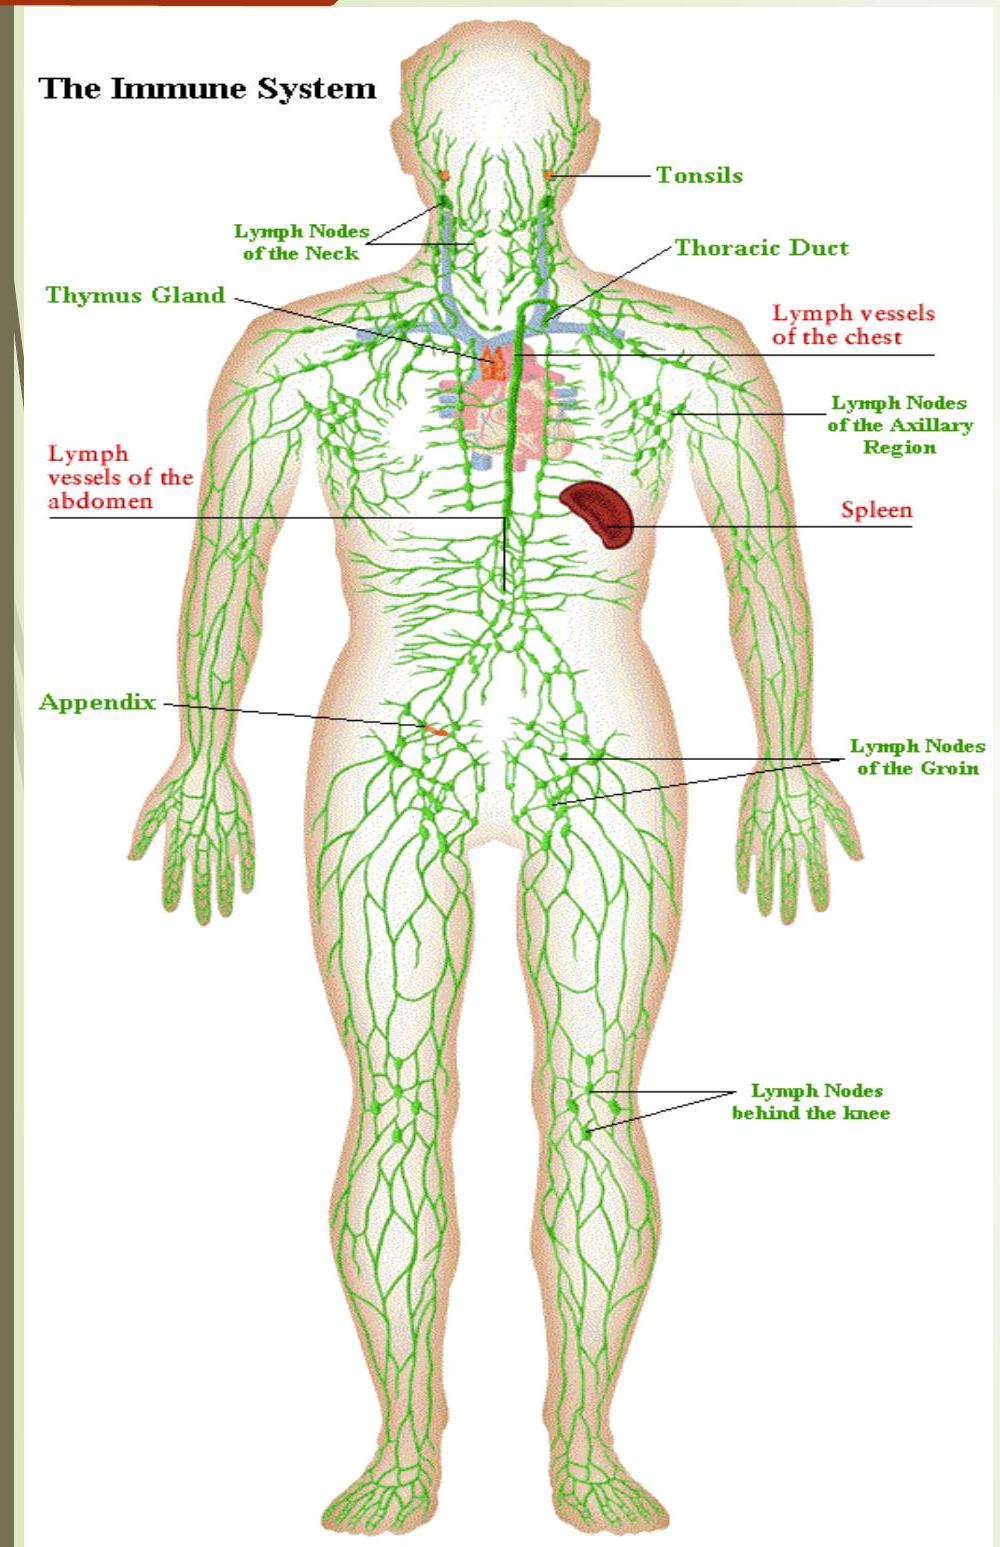 The Immune System
Tonsils
Lymph Nodes
of the Neck
Thoracic Duct
Thymus Gland
Lymph vessels
of the chest
Lymph Nodes
of the Axillary
Region
Lymph
vessels of the
abdomen
Spleen
Appendix
Lymph Nodes
of the Groin
Lymph Nodes
behind the knee